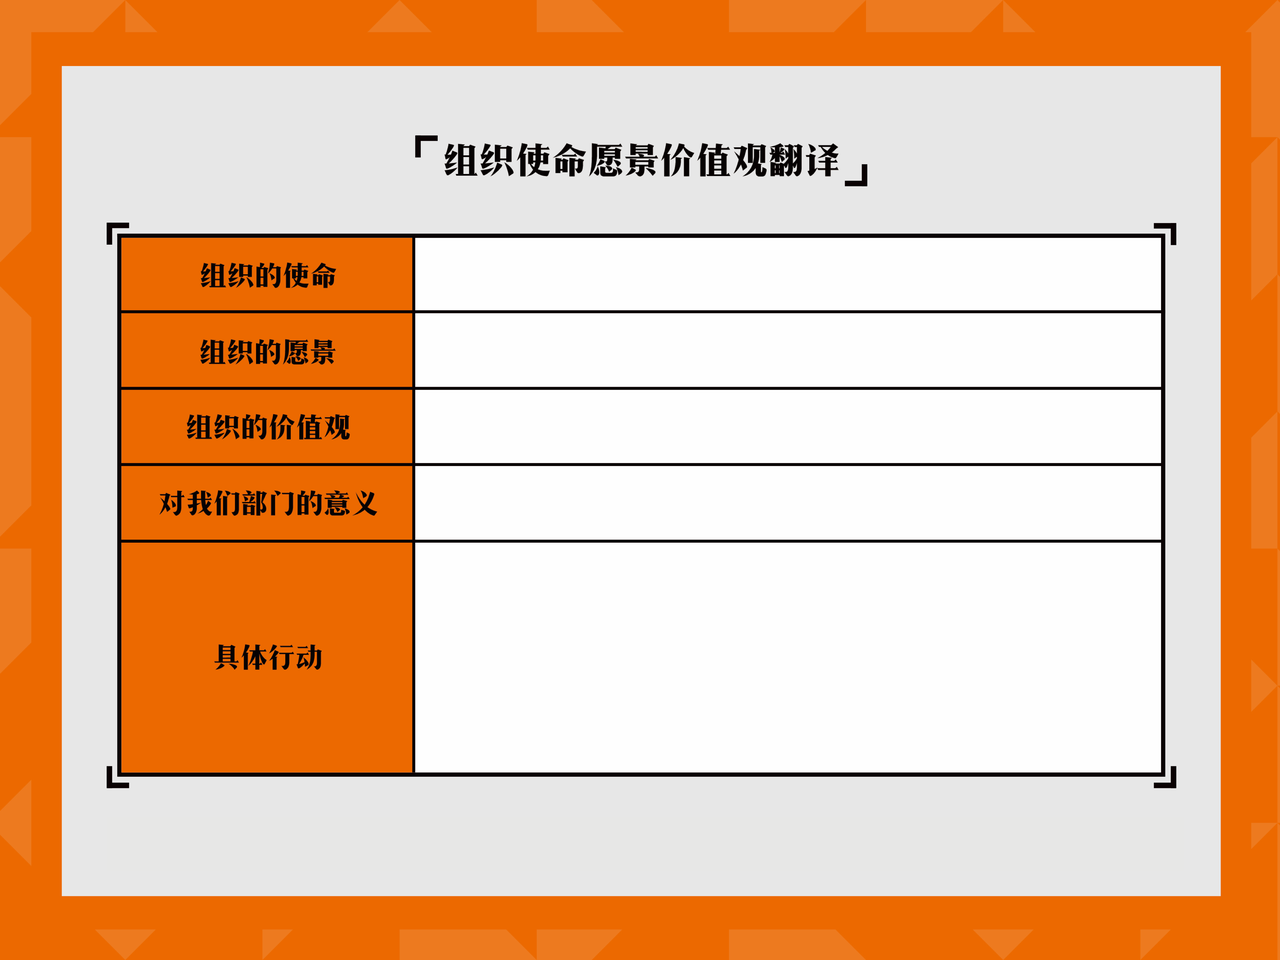 组织使命愿景价值观翻译
组织的使命
组织的愿景
组织的价值观
对我们部门的意义
具体行动